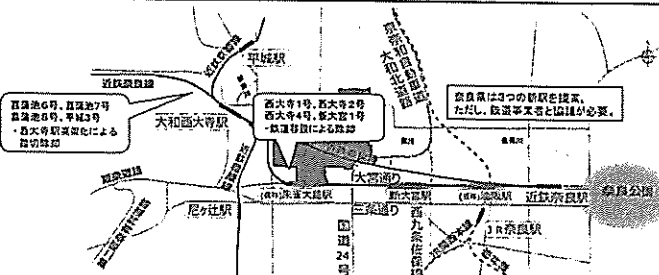 京奈和自動車道
大和北道路
平城駅
近鉄京都線
近鉄奈良線
菖蒲池6号、菖蒲池7号
菖蒲池8号、平城3号
・西大寺駅高架化による
踏切除却
西大寺1号、西大寺2号
西大寺4号、新大宮1号
・鉄道移設による除却
奈良県は3つの新駅を提案。
ただし、鉄道事業者と協議が必要。
大和西大寺駅
大宮通り
(仮称)朱雀大路駅
新大宮駅
(仮称)油阪駅
近鉄奈良駅
奈良公園
尼ヶ辻駅
三条通り
JR奈良駅
国道24号
西九条佐保線